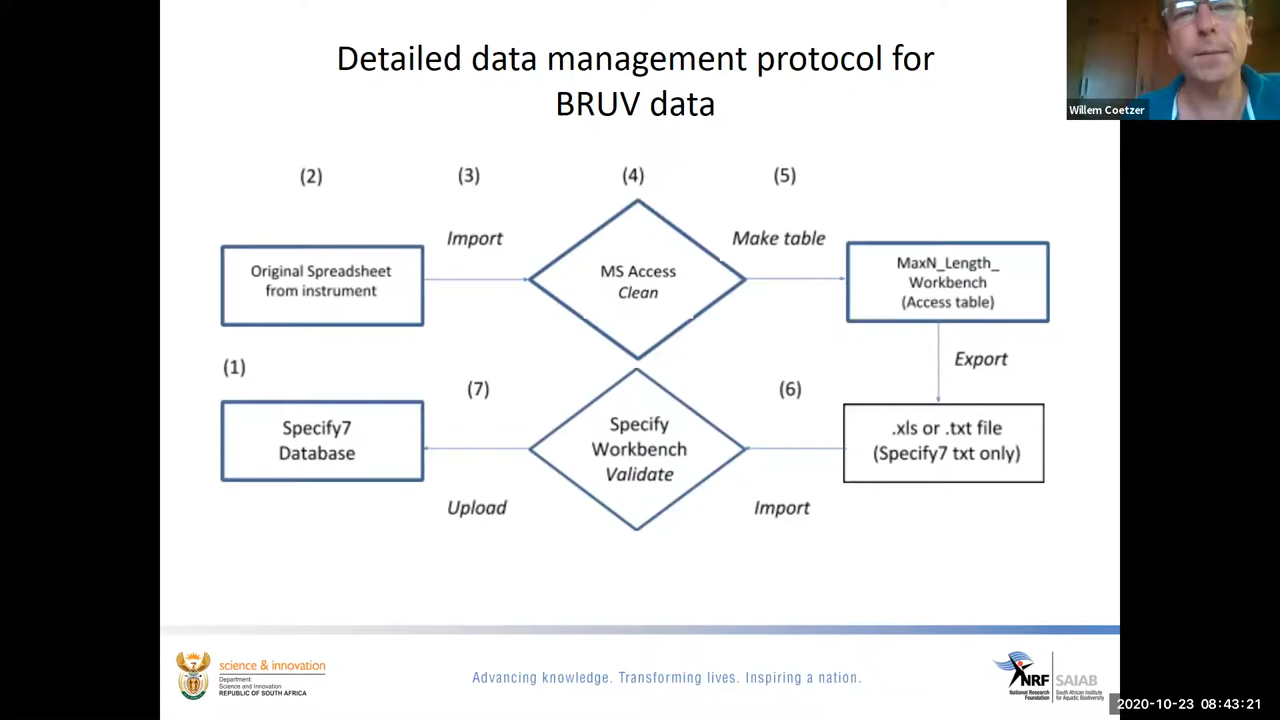 Detailed data management protocol for
BRUV data
Willem Coetzer
(2)
(3)
(4)
(5)
Import
Make table
Original Spreadsheet
from instrument
MS Access
Clean
MaxN_Length_
Workbench
(Access table)
(1)
(7)
(6)
Export
Specify7
Database
Specify
Workbench
Validate
.xls or .txt file
(Specify7 txt only)
Upload
Import
science & innovation
Department:
Science and Innovation
REPUBLIC OF SOUTH AFRICA
Advancing knowledge. Transforming lives. Inspiring a nation.
NRF
National Research
Foundation
SAIAB
South African Institute
for Aquatic Biodiversity
2020-10-23 08:43:21